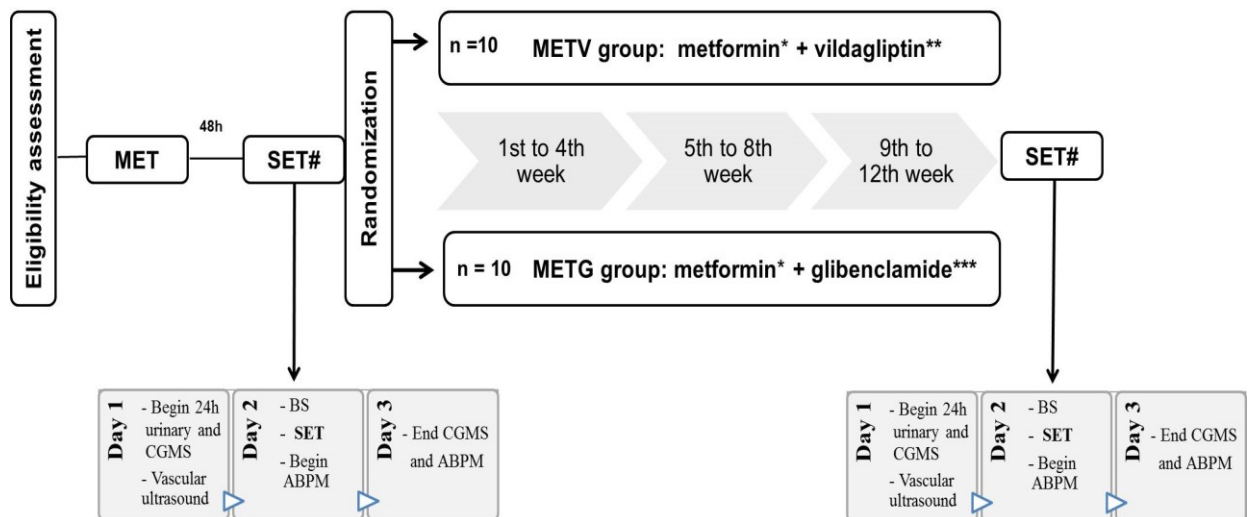 Eligibility assessment
MET
48h
SET#
Randomization
n =10 METV group: metformin* + vildagliptin**
1st to 4th
week
5th to 8th
week
9th to
12th week
SET#
n = 10 METG group: metformin* + glibenclamide***
Day 1
- Begin 24h
urinary and
CGMS
- Vascular
ultrasound
Day 2
- BS
- SET
- Begin
ABPM
Day 3
- End CGMS
and ABPM
Day 1
- Begin 24h
urinary and
CGMS
- Vascular
ultrasound
Day 2
- BS
- SET
- Begin
ABPM
Day 3
- End CGMS
and ABPM